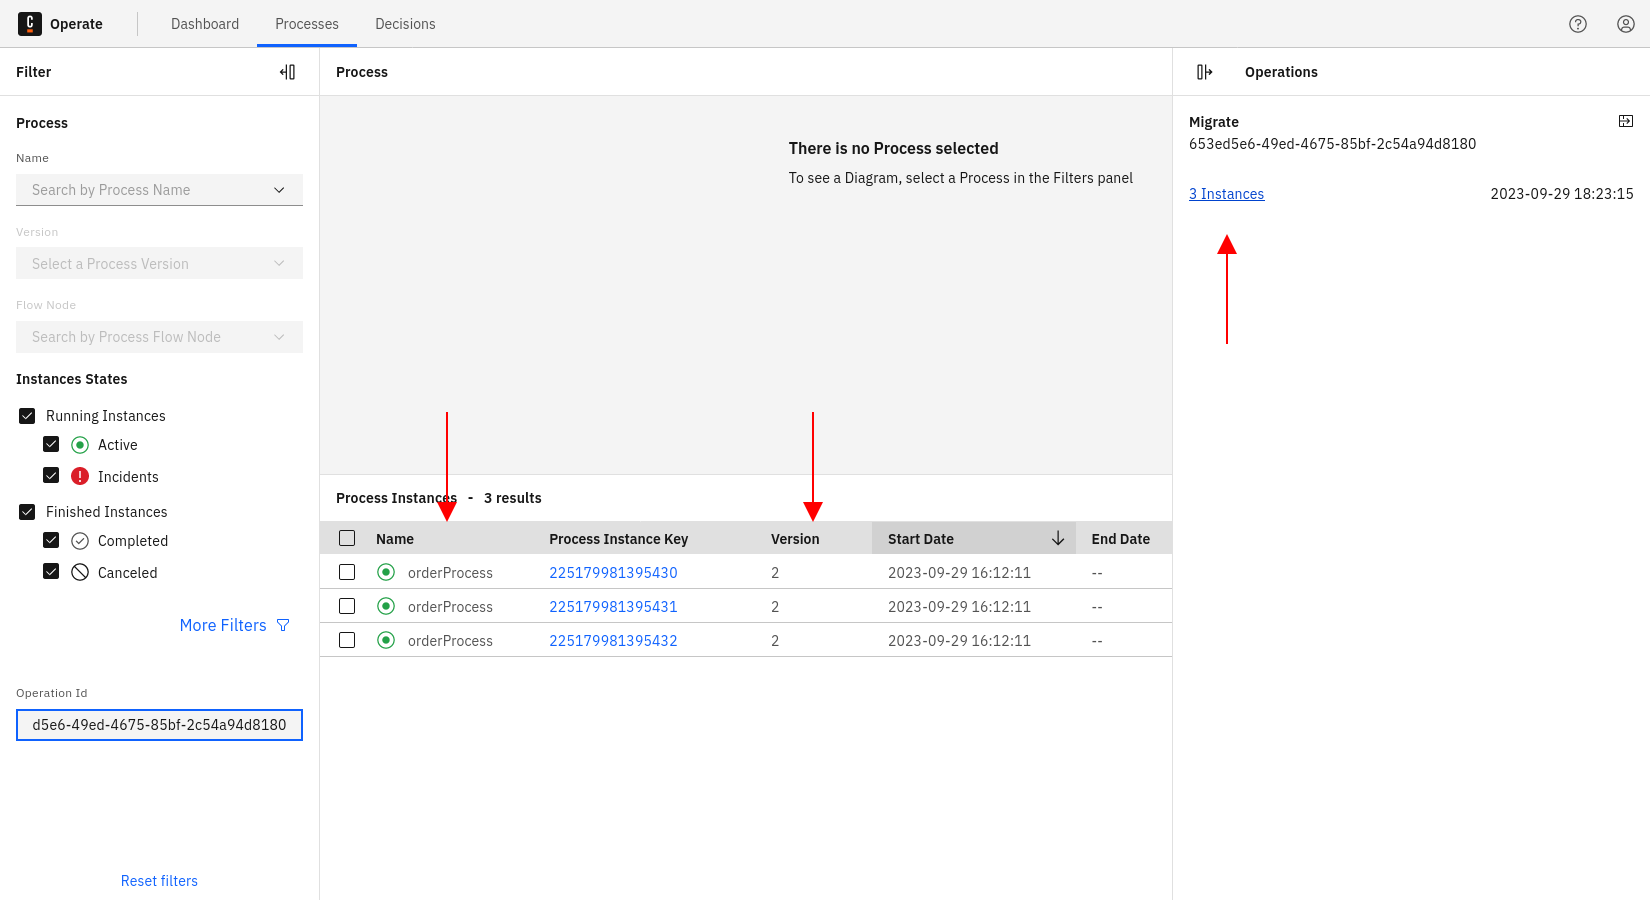 Operate
Dashboard
Processes
Decisions
Filter
Process
Name
Search by Process Name
Version
Select a Process Version
Flow Node
Search by Process Flow Node
Instances States
Running Instances
Active
Incidents
Finished Instances
Completed
Canceled
More Filters
Operation Id
d5e6-49ed-4675-85bf-2c54a94d8180
Reset filters
Process
There is no Process selected
To see a Diagram, select a Process in the Filters panel
Process Instances - 3 results
Name Process Instance Key Version Start Date End Date
orderProcess 225179981395430 2 2023-09-29 16:12:11 --
orderProcess 225179981395431 2 2023-09-29 16:12:11 --
orderProcess 225179981395432 2 2023-09-29 16:12:11 --
Operations
Migrate
653ed5e6-49ed-4675-85bf-2c54a94d8180
3 Instances 2023-09-29 18:23:15